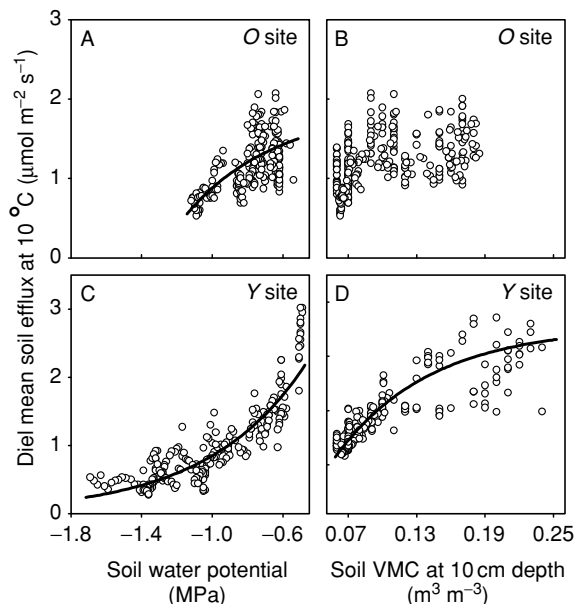 Diel mean soil efflux at 10 °C (μmol m⁻² s⁻¹)
A
O site
B
O site
3
2
1
0
C
Y site
D
Y site
3
2
1
0
−1.8
−1.4
−1.0
−0.6
0.07
0.13
0.19
0.25
Soil water potential
(MPa)
Soil VMC at 10 cm depth
(m³ m⁻³)